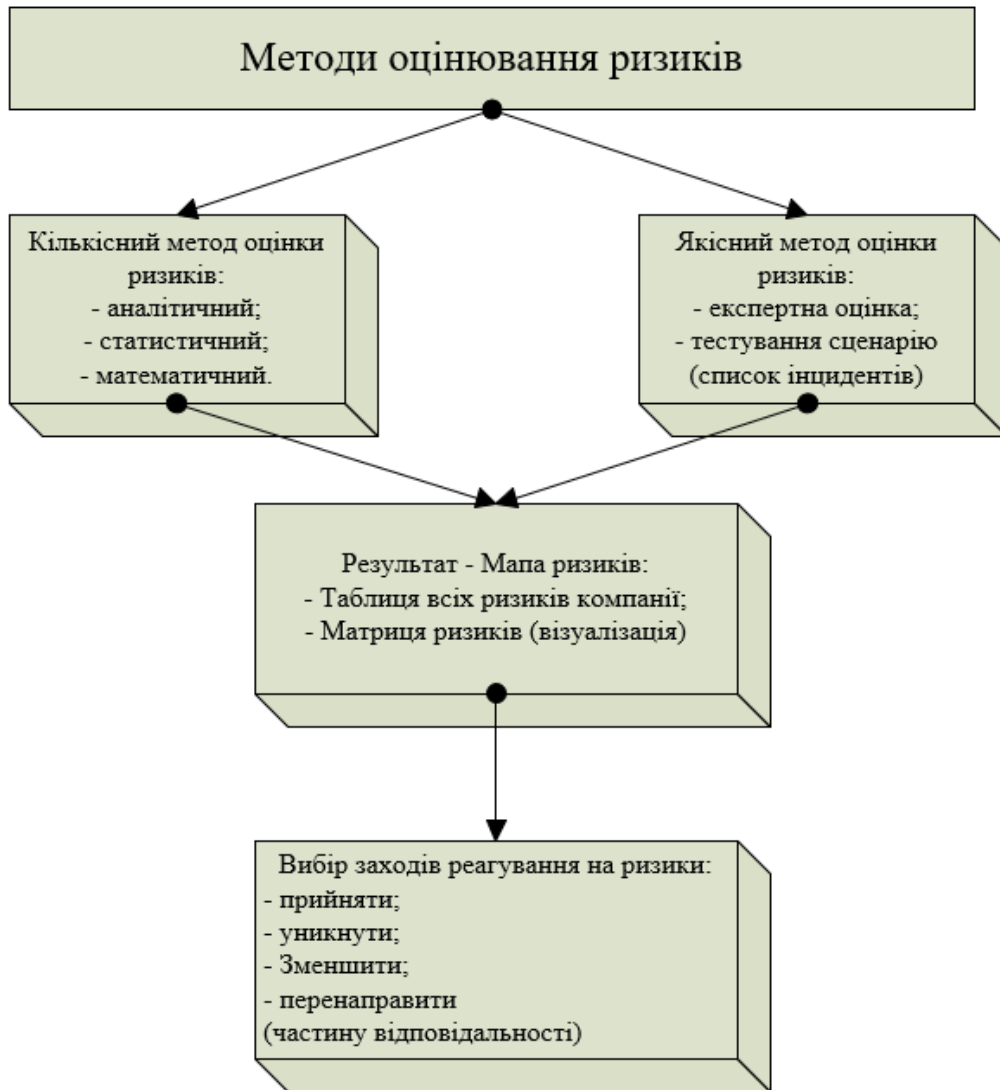 Методи оцінювання ризиків
Кількісний метод оцінки
ризиків:
- аналітичний;
- статистичний;
- математичний.
Якісний метод оцінки
ризиків:
- експертна оцінка;
- тестування сценарію
(список інцидентів)
Результат - Мапа ризиків:
- Таблиця всіх ризиків компанії;
- Матриця ризиків (візуалізація)
Вибір заходів реагування на ризики:
- прийняти;
- уникнути;
- Зменшити;
- перенаправити
(частину відповідальності)